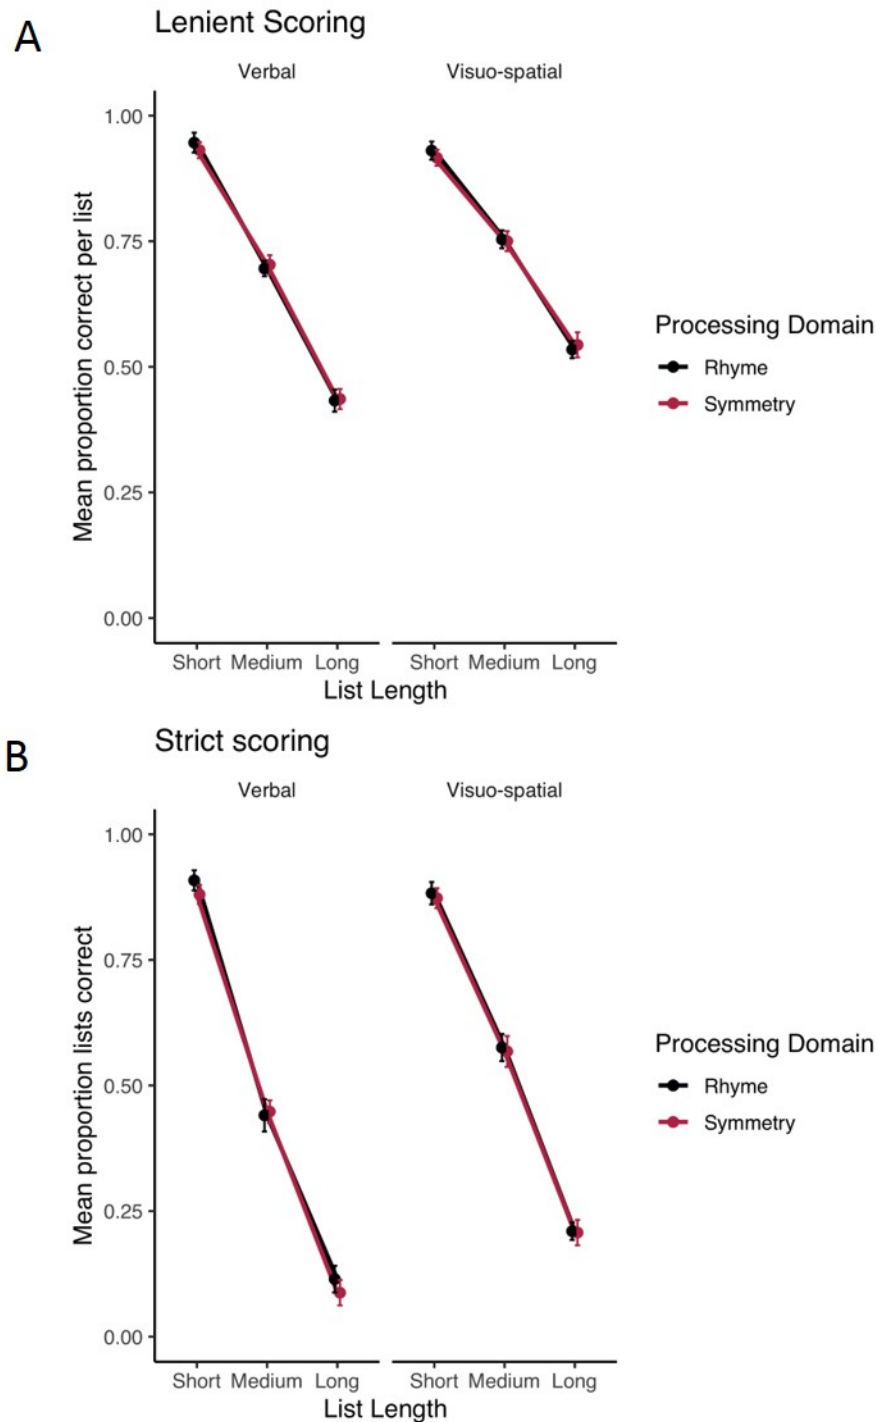 A
Lenient Scoring
Verbal
Visuo-spatial
Mean proportion correct per list
1.00
0.75
0.50
0.25
0.00
Short Medium Long
Short Medium Long
List Length
Processing Domain
Rhyme
Symmetry
B
Strict scoring
Verbal
Visuo-spatial
Mean proportion lists correct
1.00
0.75
0.50
0.25
0.00
Short Medium Long
Short Medium Long
List Length
Processing Domain
Rhyme
Symmetry